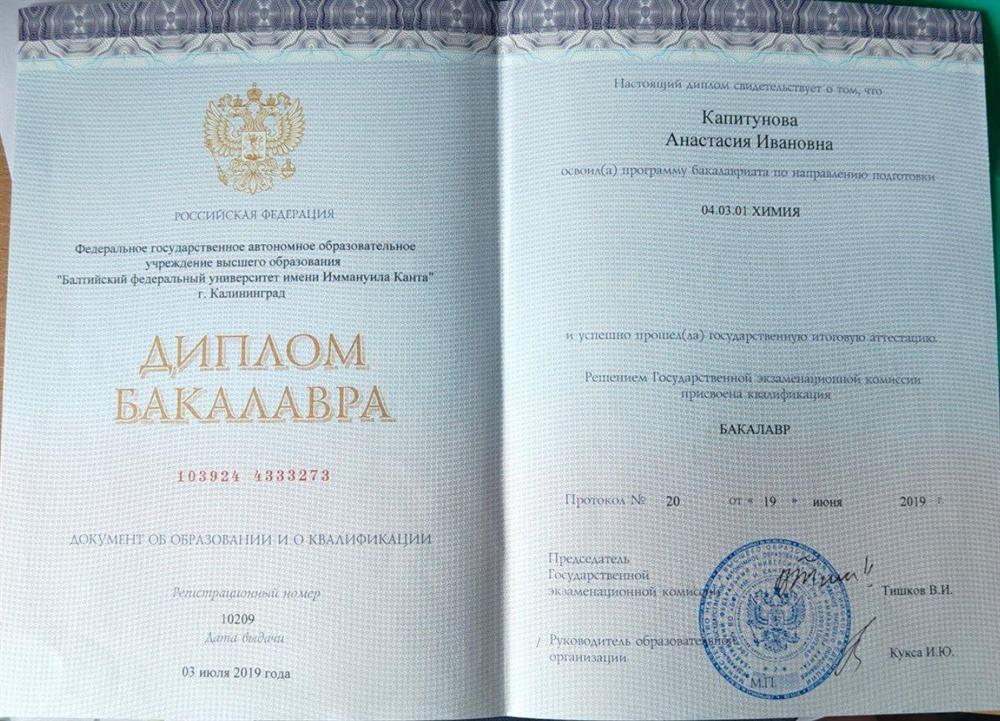 РОССИЙСКАЯ ФЕДЕРАЦИЯ
Федеральное государственное автономное образовательное
учреждение высшего образования
"Балтийский федеральный университет имени Иммануила Канта"
г. Калининград
ДИПЛОМ
БАКАЛАВРА
103924 4333273
ДОКУМЕНТ ОБ ОБРАЗОВАНИИ И О КВАЛИФИКАЦИИ
Регистрационный номер
10209
Дата выдачи
03 июля 2019 года
Настоящий диплом свидетельствует о том, что
Капитунова
Анастасия Ивановна
освоил(а) программу бакалавриата по направлению подготовки
04.03.01 ХИМИЯ
и успешно прошел(ла) государственную итоговую аттестацию
Решением Государственной экзаменационной комиссии
присвоена квалификация
БАКАЛАВР
Протокол № 20 от « 19 » июня 2019 г.
Председатель
Государственной
экзаменационной комиссии
Тишков В.И.
/ Руководитель образовательной
организации
Кукса И.Ю.
М.П.